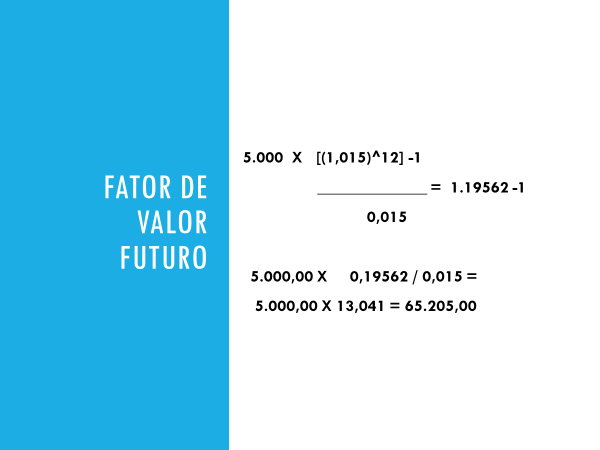 FATOR DE
VALOR
FUTURO
5.000 X [(1,015)^12] -1
_______________ = 1.19562 -1
0,015
5.000,00 X 0,19562 / 0,015 =
5.000,00 X 13,041 = 65.205,00